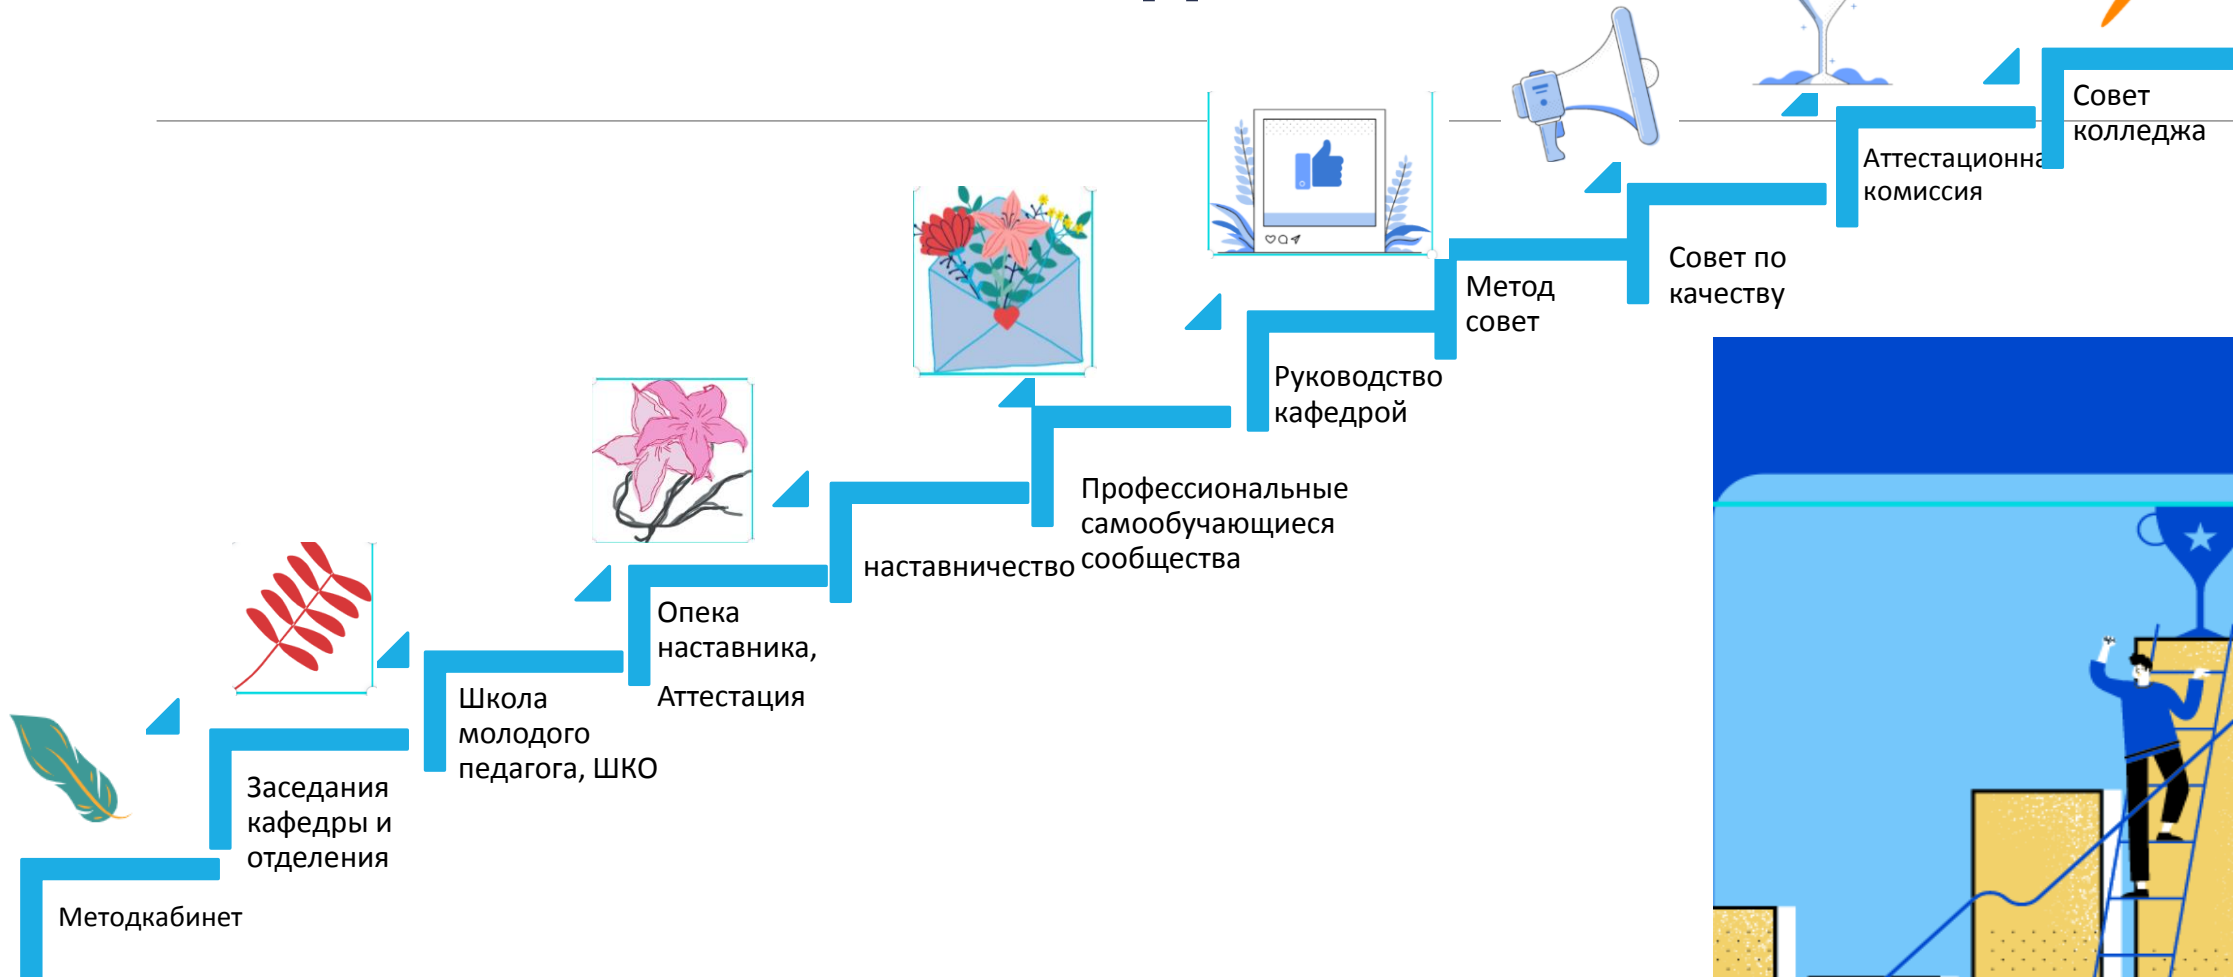 Методкабинет
Заседания
кафедры и
отделения
Школа
молодого
педагога, ШКО
Опека
наставника,
Аттестация
наставничество
Профессиональные
самообучающиеся
сообщества
Руководство
кафедрой
Метод
совет
Совет по
качеству
Аттестационна
комиссия
Совет
колледжа